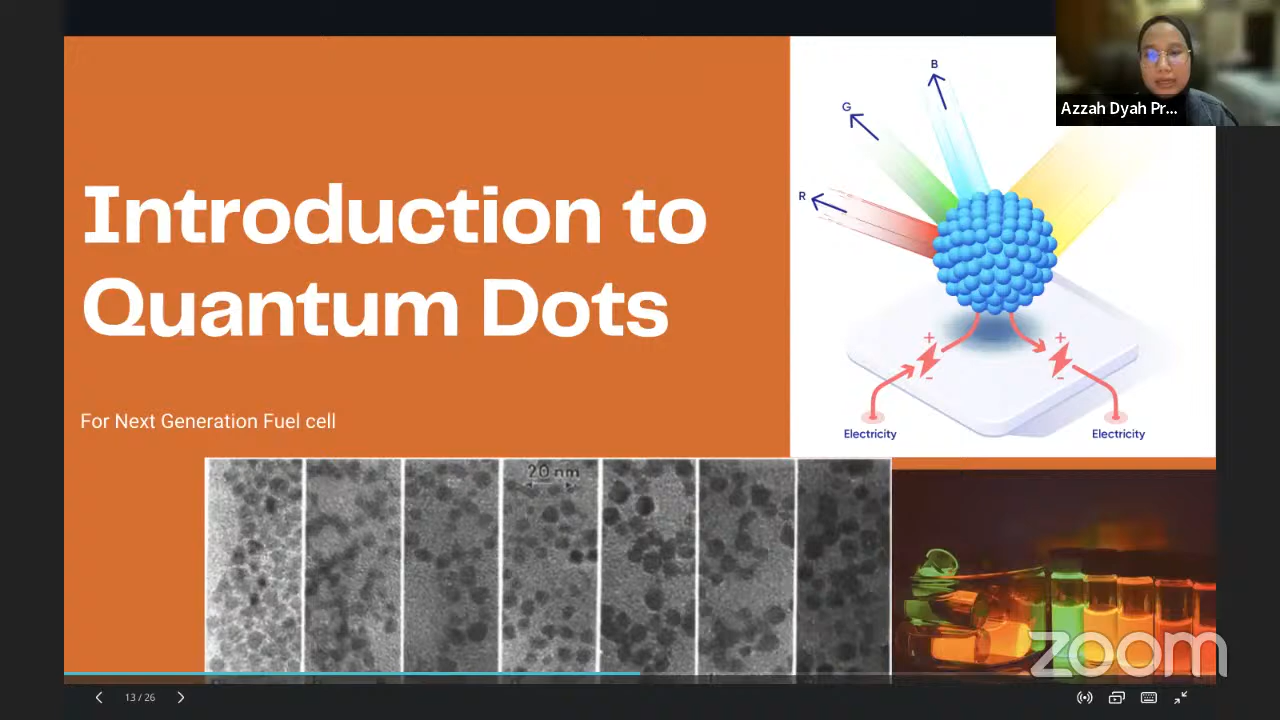 Introduction to
Quantum Dots
For Next Generation Fuel cell
B
G
R
+
+
-
-
Electricity
Electricity
Azzah Dyah Pr...
20 nm
zoom
13 / 26